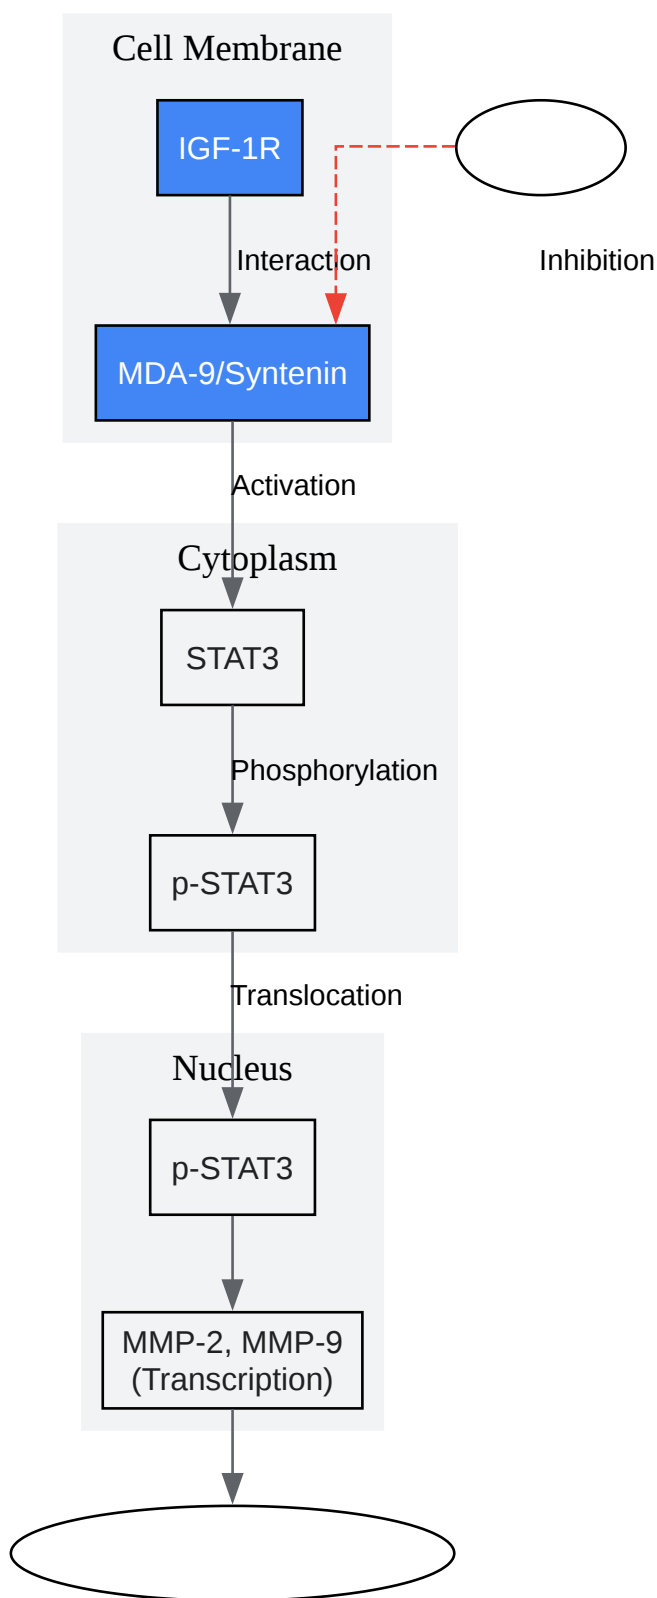 Cell Membrane
IGF-1R
Interaction
Inhibition
MDA-9/Syntenin
Activation
Cytoplasm
STAT3
Phosphorylation
p-STAT3
Translocation
Nucleus
p-STAT3
MMP-2, MMP-9
(Transcription)